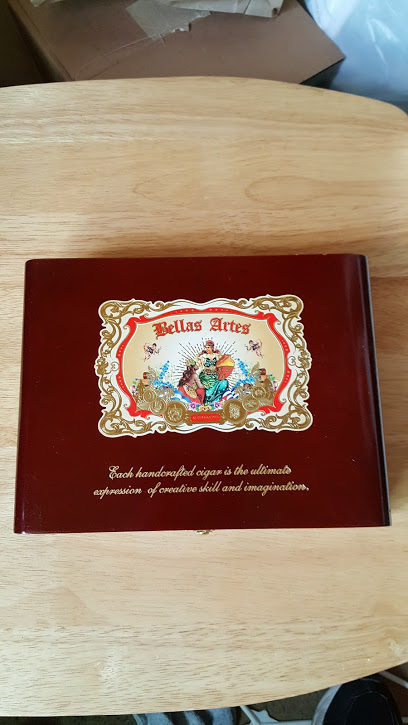 Bellas Artes
Each handcrafted cigar is the ultimate
expression of creative skill and imagination.